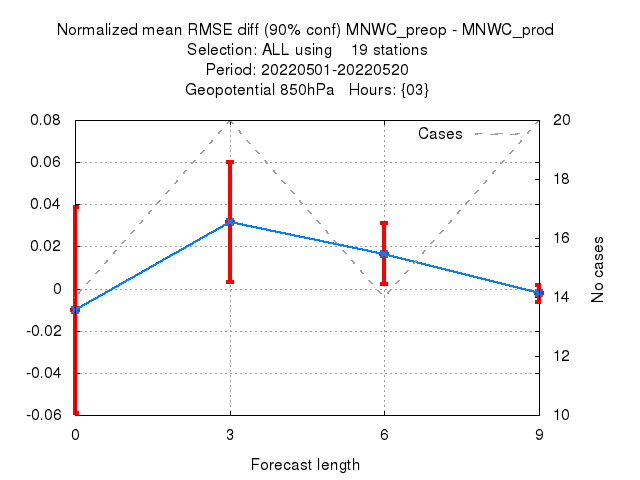 Normalized mean RMSE diff (90% conf) MNWC_preop - MNWC_prod
Selection: ALL using    19 stations
Period: 20220501-20220520
Geopotential 850hPa   Hours: {03}
Cases
0.08
0.06
0.04
0.02
0
-0.02
-0.04
-0.06
20
18
16
14
12
10
No cases
0 3 6 9
Forecast length